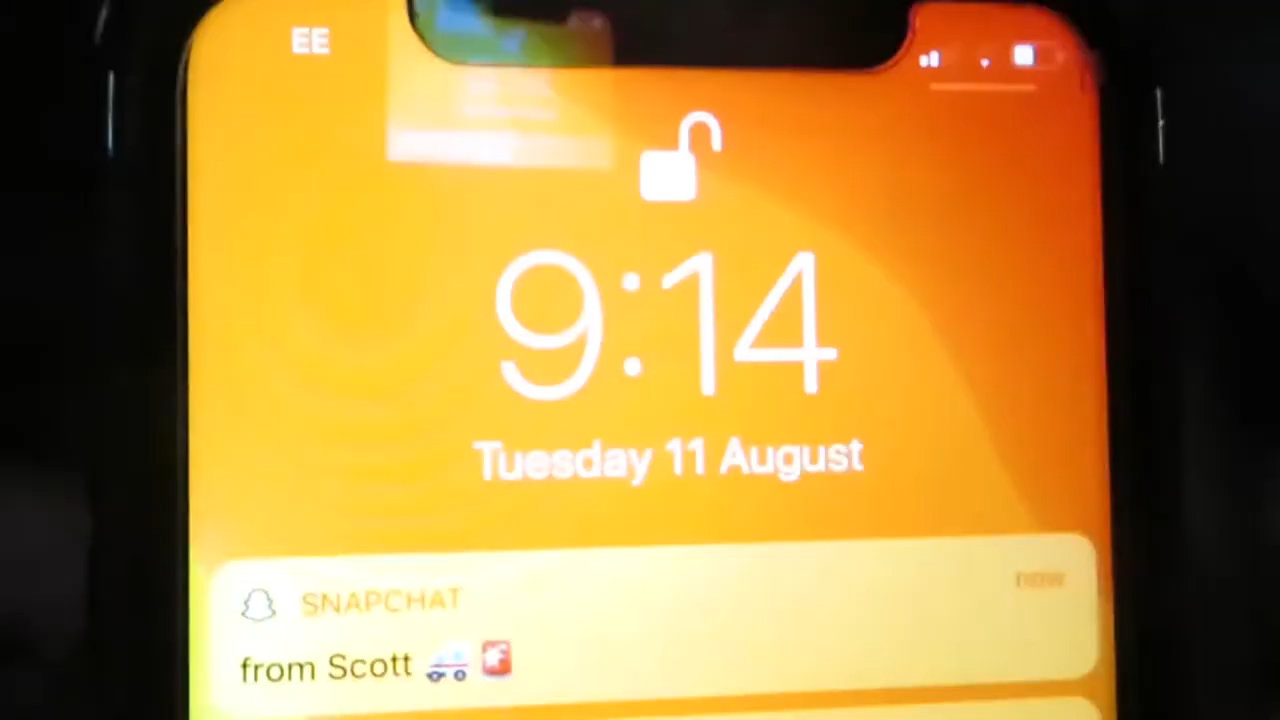 EE
9:14
Tuesday 11 August
SNAPCHAT
now
from Scott 🚑 🚨